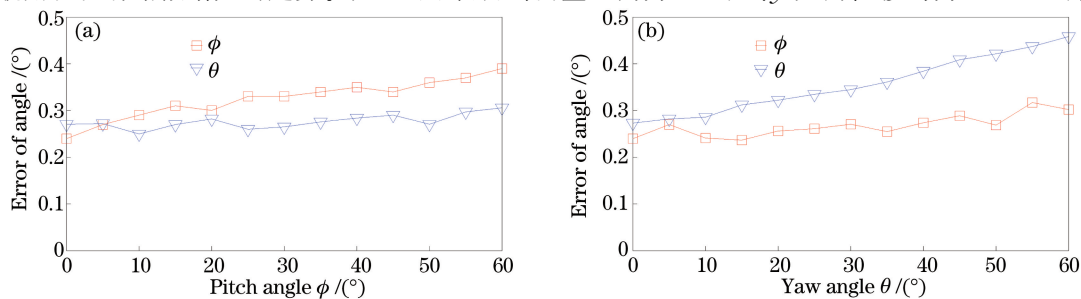 (a)
ϕ
θ
Error of angle /(°)
0.5
0.4
0.3
0.2
0.1
0
0 10 20 30 40 50 60
Pitch angle ϕ /(°)
(b)
ϕ
θ
Error of angle /(°)
0.5
0.4
0.3
0.2
0.1
0
0 10 20 30 40 50 60
Yaw angle θ /(°)